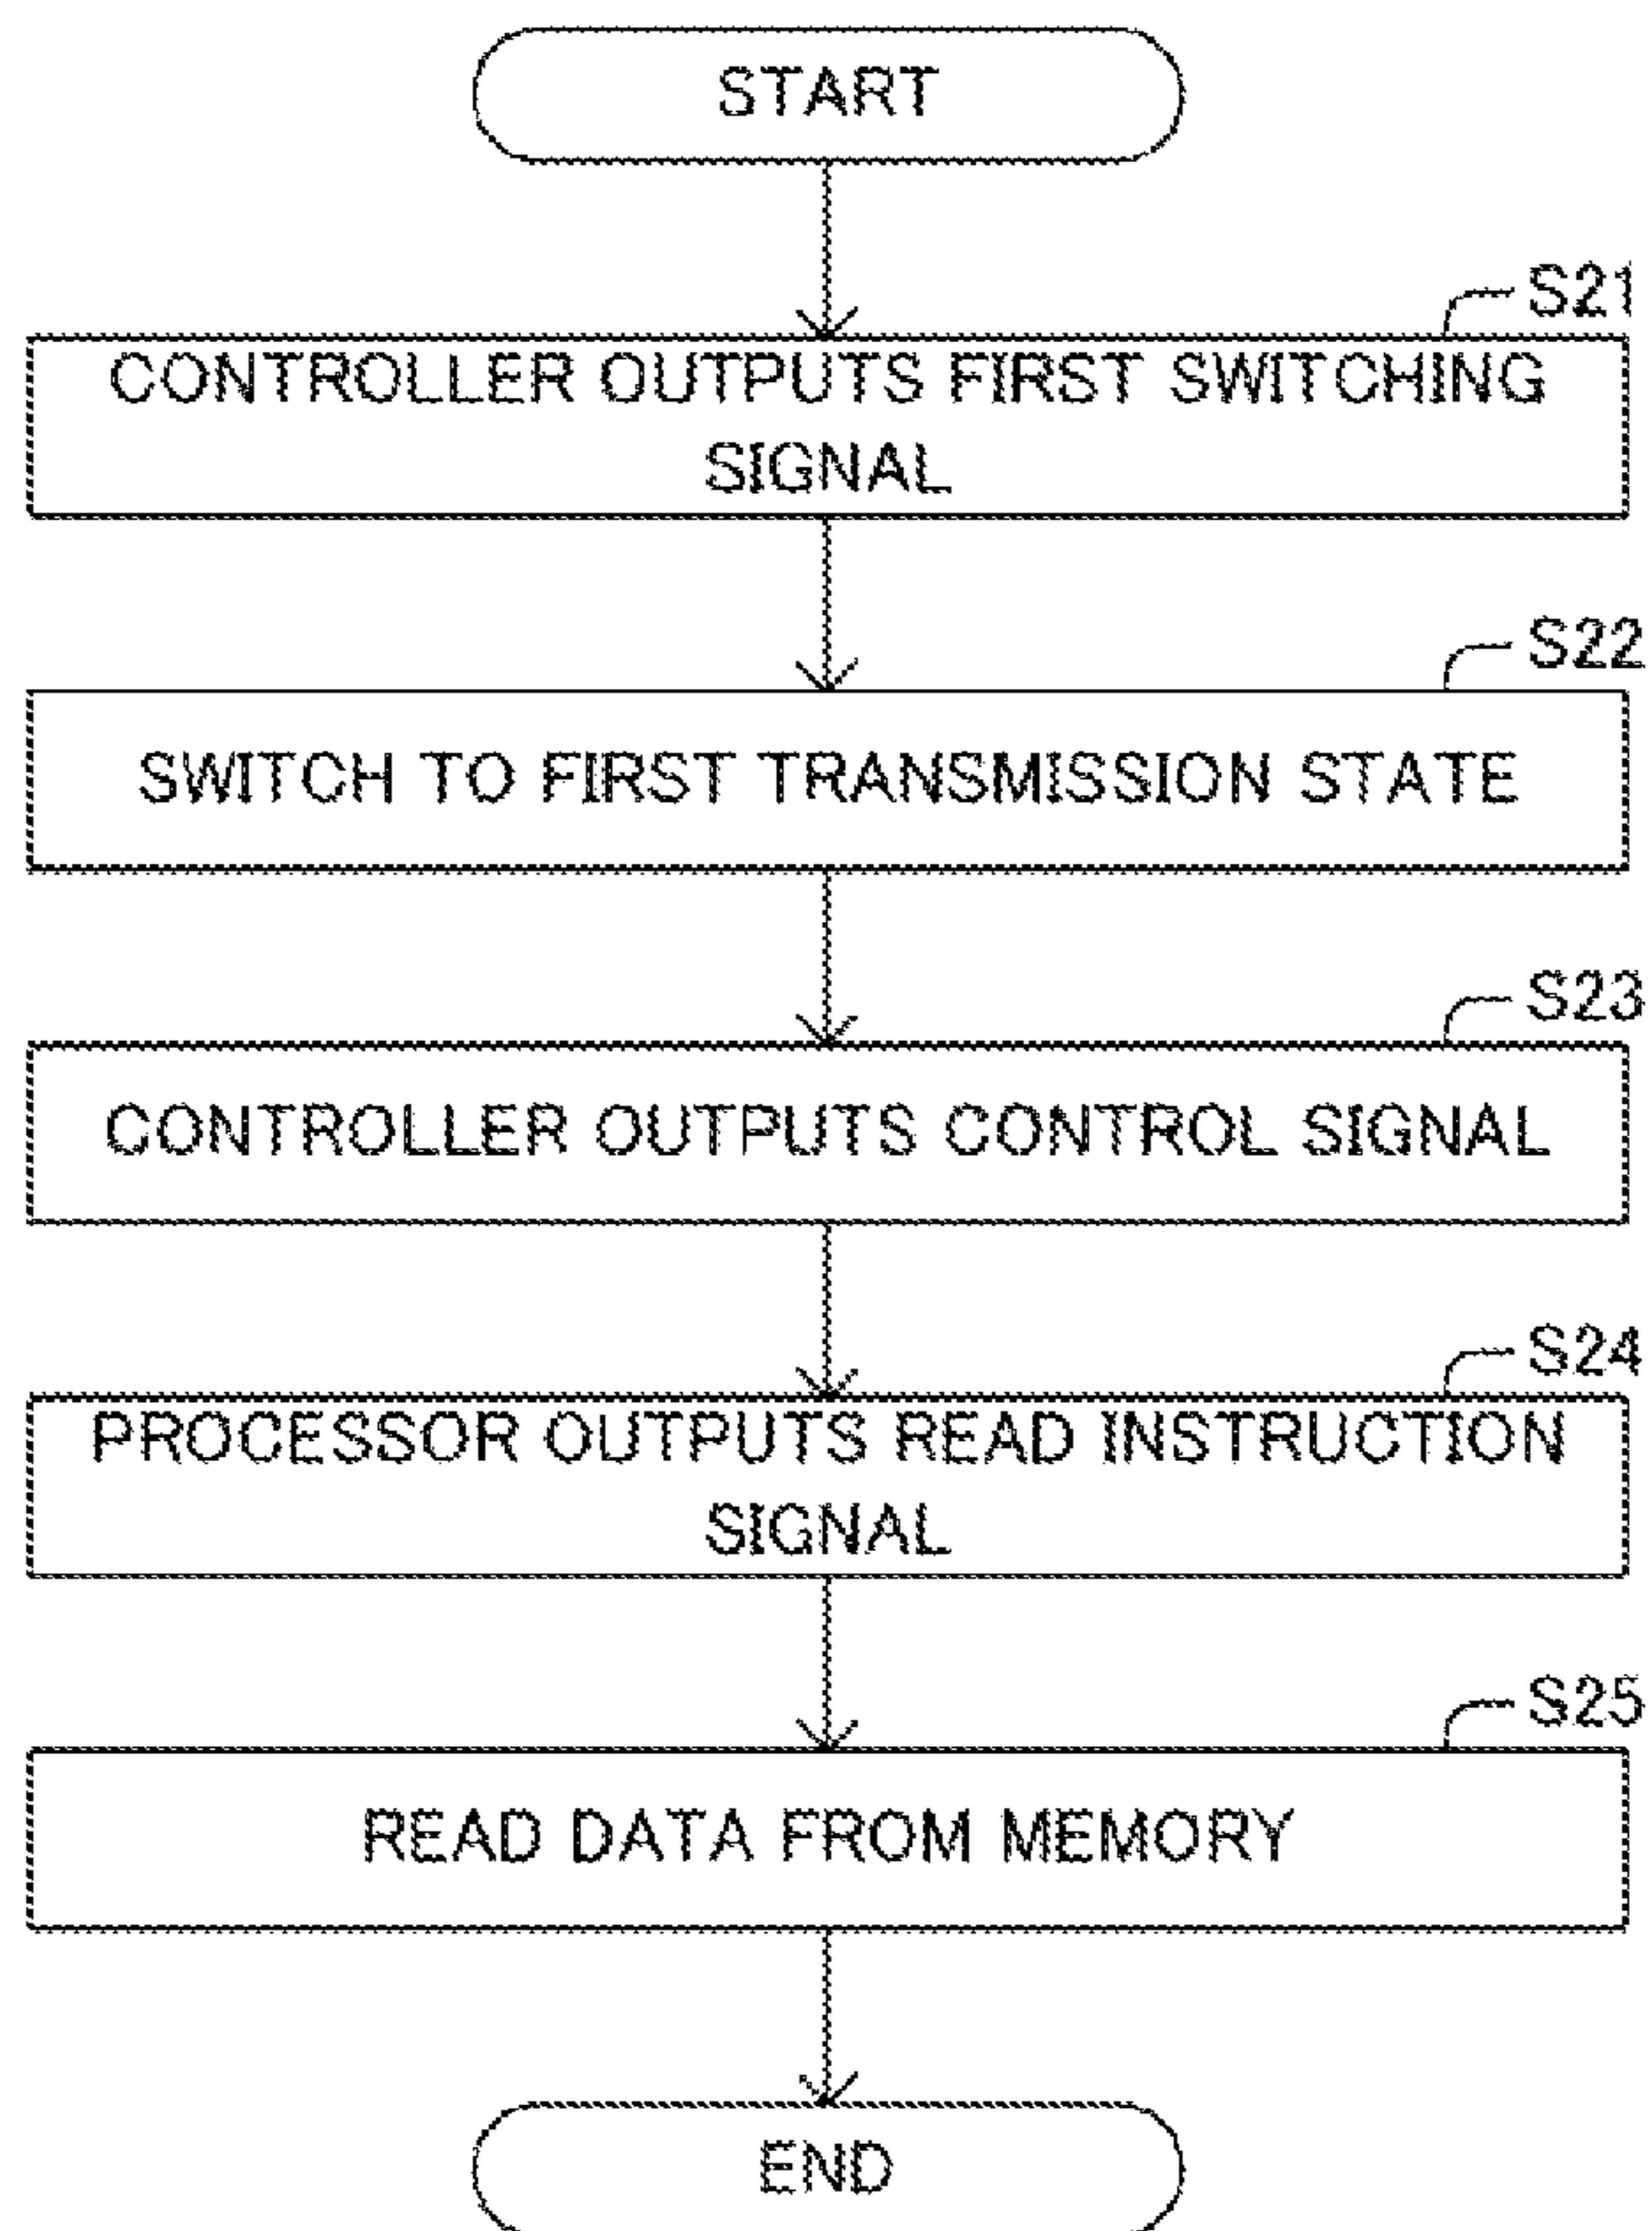 START
S21
CONTROLLER OUTPUTS FIRST SWITCHING
SIGNAL
S22
SWITCH TO FIRST TRANSMISSION STATE
S23
CONTROLLER OUTPUTS CONTROL SIGNAL
S24
PROCESSOR OUTPUTS READ INSTRUCTION
SIGNAL
S25
READ DATA FROM MEMORY
END